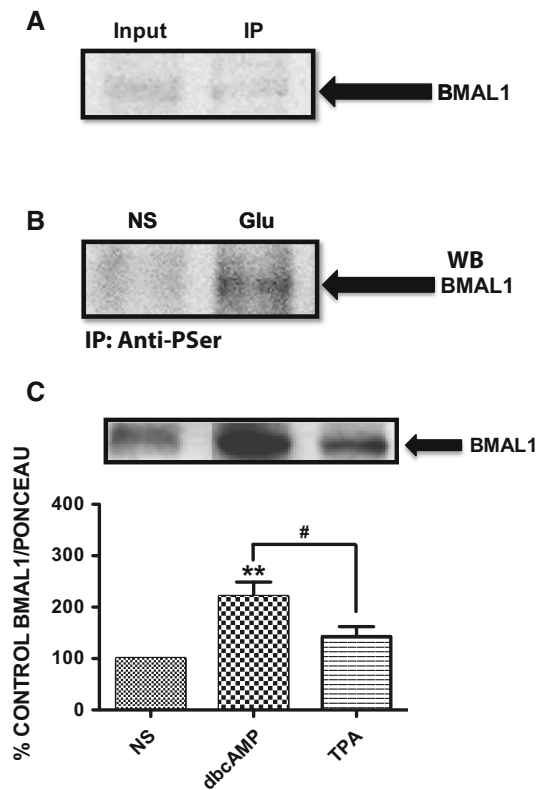 A
Input IP
BMAL1
B
NS Glu
WB
BMAL1
IP: Anti-PSer
C
BMAL1
% CONTROL BMAL1/PONCEAU
400
300
200
100
0
#
**
NS
dbcAMP
TPA